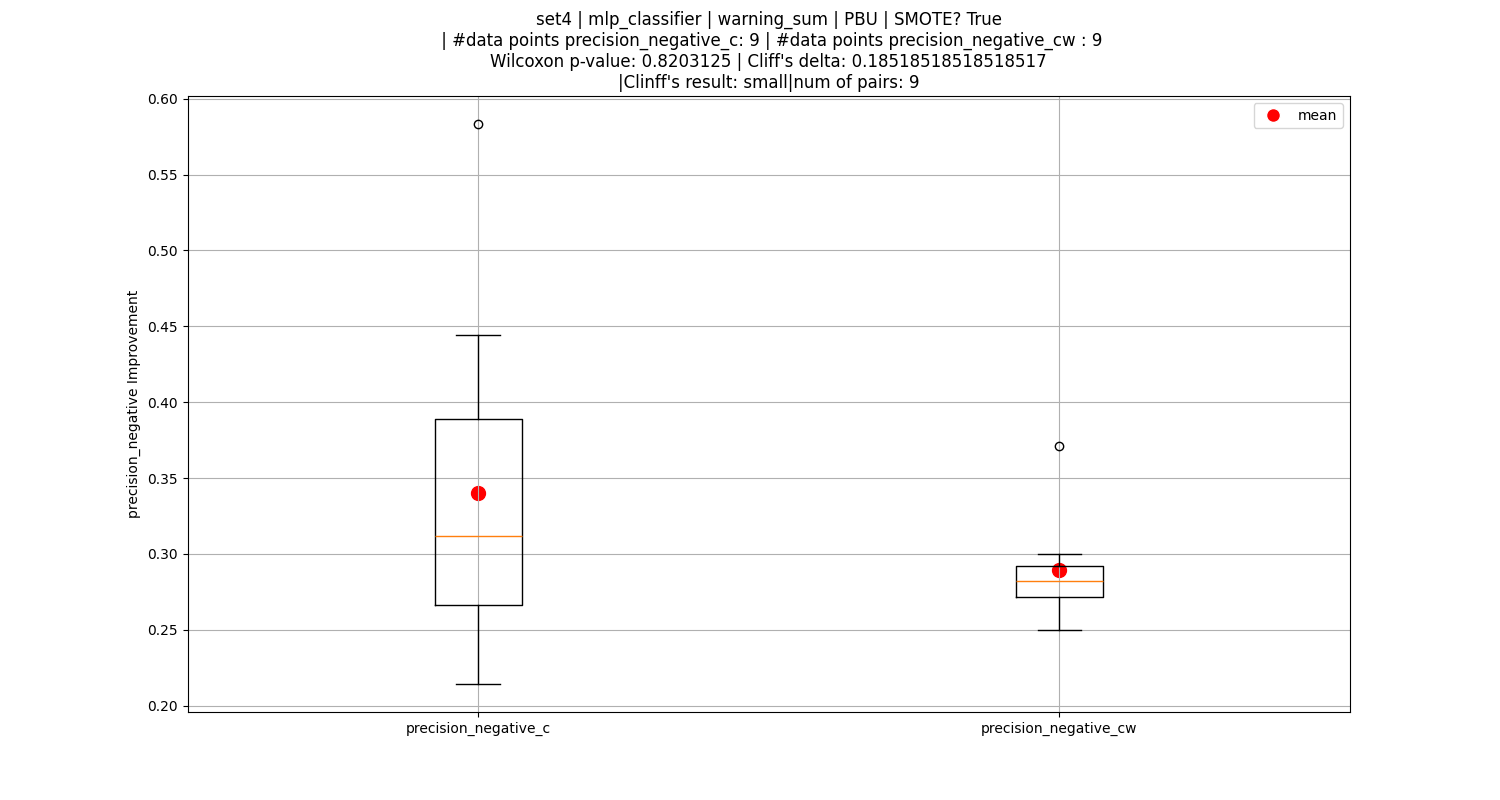 set4 | mlp_classifier | warning_sum | PBU | SMOTE? True
| #data points precision_negative_c: 9 | #data points precision_negative_cw : 9
Wilcoxon p-value: 0.8203125 | Cliff's delta: 0.18518518518518517
|Clinff's result: small|num of pairs: 9
mean
0.60
0.55
0.50
0.45
0.40
0.35
0.30
0.25
0.20
precision_negative Improvement
precision_negative_c
precision_negative_cw